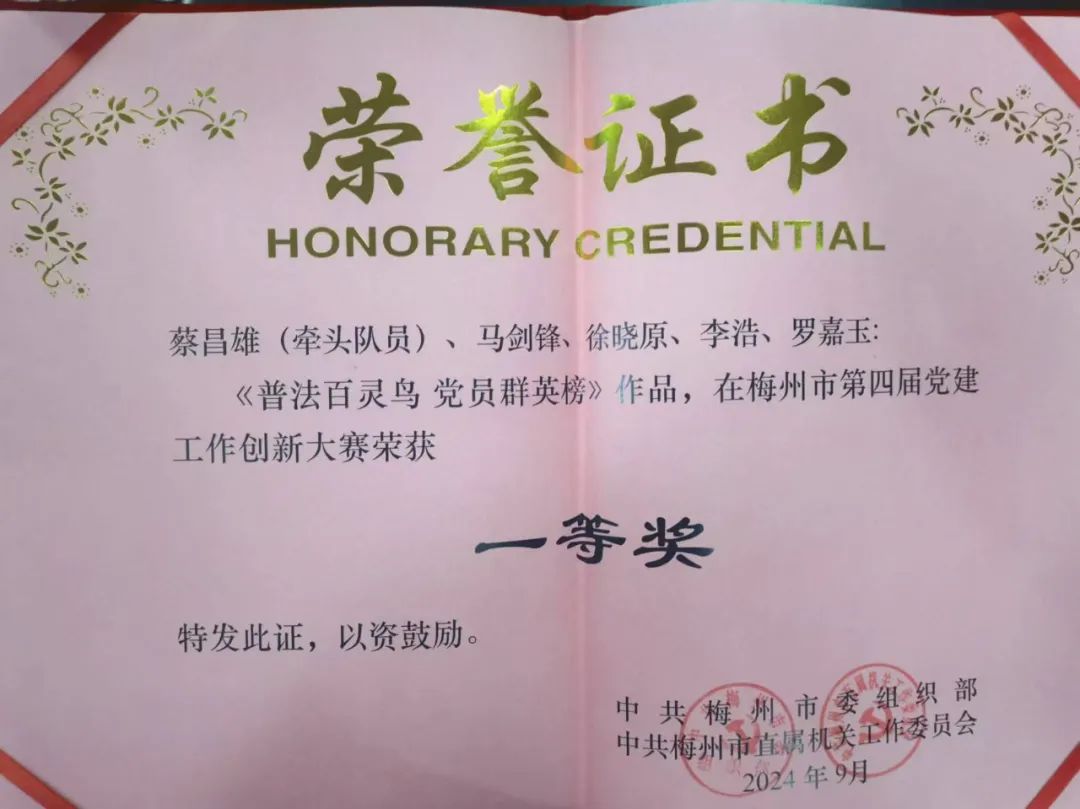 荣誉证书
HONORARY CREDENTIAL
蔡昌雄（牵头队员）、马剑锋、徐晓原、李浩、罗嘉玉:
《普法百灵鸟 党员群英榜》作品，在梅州市第四届党建
工作创新大赛荣获
一等奖
特发此证，以资鼓励。
中共梅州市委组织部
中共梅州市直属机关工作委员会
2024年9月